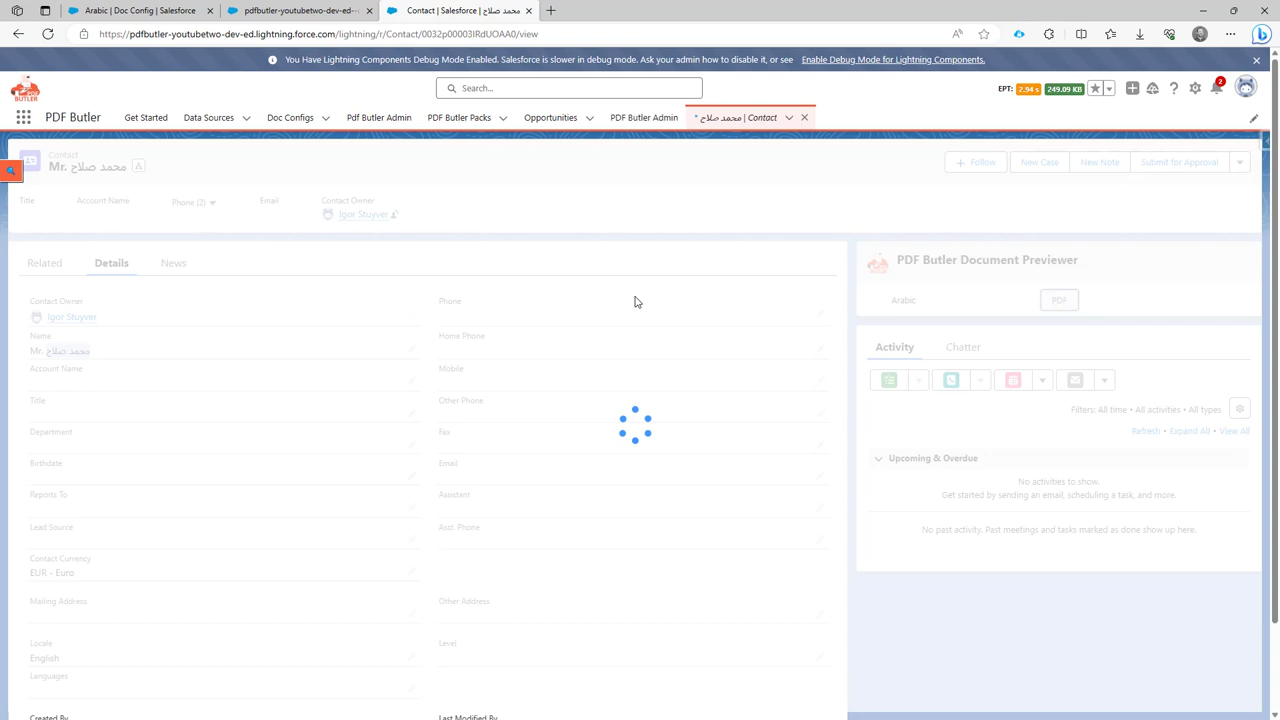 Arabic | Doc Config | Salesforce
pdfbutler-youtubetwo-dev-ed--
محمد صلاح | Contact | Salesforce
https://pdfbutler-youtubetwo-dev-ed.lightning.force.com/lightning/r/Contact/0032p00003IRdUOAA0/view
You Have Lightning Components Debug Mode Enabled. Salesforce is slower in debug mode. Ask your admin how to disable it, or see Enable Debug Mode for Lightning Components.
BUTLER
Search...
EPT: 2.94 s 249.09 KB
2
PDF Butler
Get Started
Data Sources
Doc Configs
Pdf Butler Admin
PDF Butler Packs
Opportunities
PDF Butler Admin
* محمد صلاح | Contact
Contact
Mr. محمد صلاح
Follow
New Case
New Note
Submit for Approval
Title
Account Name
Phone (2)
Email
Contact Owner
Igor Stuyver
Related
Details
News
Contact Owner
Igor Stuyver
Phone
Name
Mr. محمد صلاح
Home Phone
Account Name
Mobile
Title
Other Phone
Department
Fax
Birthdate
Email
Reports To
Assistant
Lead Source
Asst. Phone
Contact Currency
EUR - Euro
Mailing Address
Other Address
Locale
English
Level
Languages
Created By
Last Modified By
PDF Butler Document Previewer
Arabic
PDF
Activity
Chatter
Filters: All time • All activities • All types
Refresh • Expand All • View All
Upcoming & Overdue
No activities to show.
Get started by sending an email, scheduling a task, and more.
No past activity. Past meetings and tasks marked as done show up here.